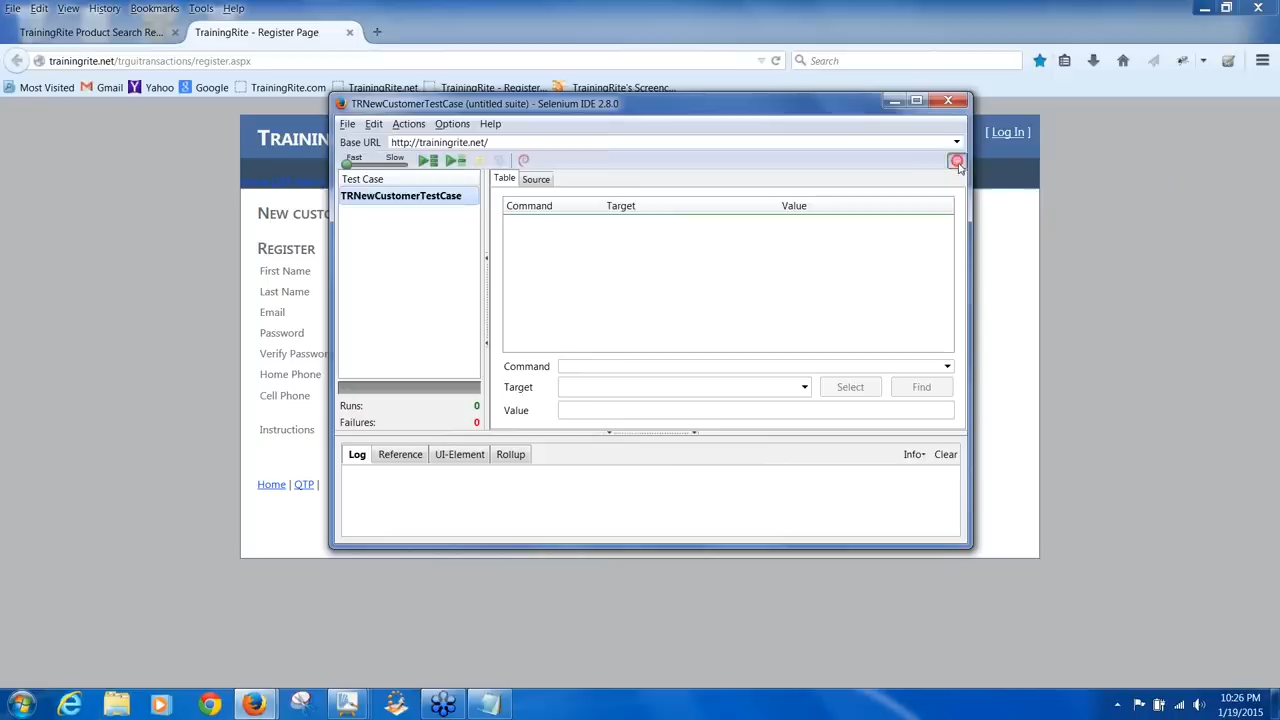 File Edit View History Bookmarks Tools Help
TrainingRite Product Search Re...
TrainingRite - Register Page
trainingrite.net/trguitransactions/register.aspx
Search
Most Visited Gmail Yahoo Google TrainingRite.com TrainingRite.net TrainingRite - Register... TrainingRite's Screenc...
TRNewCustomerTestCase (untitled suite) - Selenium IDE 2.8.0
File Edit Actions Options Help
Base URL http://trainingrite.net/
Fast Slow
Test Case
TRNewCustomerTestCase
Table Source
Command Target Value
Command
Target
Select Find
Value
Runs: 0
Failures: 0
Log Reference UI-Element Rollup
Info Clear
[ Log In ]
New
Register
First Name
Last Name
Email
Password
Verify
Home Phone
Cell Phone
Instructions
Home | QTP |
10:26 PM
1/19/2015